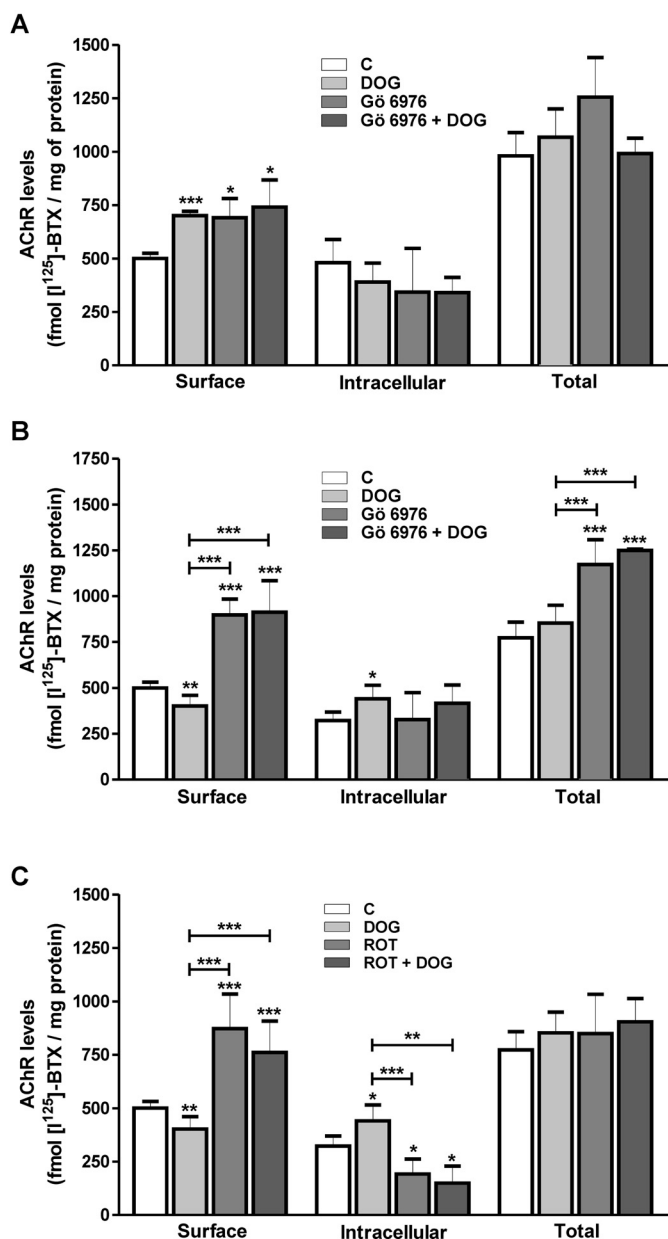 A
AChR levels
(fmol [I¹²⁵]-BTX / mg of protein)
1500
1250
1000
750
500
250
0
C
DOG
Gö 6976
Gö 6976 + DOG
***
*
*
Surface Intracellular Total
B
AChR levels
(fmol [I¹²⁵]-BTX / mg protein)
1750
1500
1250
1000
750
500
250
0
C
DOG
Gö 6976
Gö 6976 + DOG
***
***
***
***
**
*
***
***
***
***
Surface Intracellular Total
C
AChR levels
(fmol [I¹²⁵]-BTX / mg protein)
1500
1250
1000
750
500
250
0
C
DOG
ROT
ROT + DOG
***
***
***
***
**
**
***
*
*
*
Surface Intracellular Total